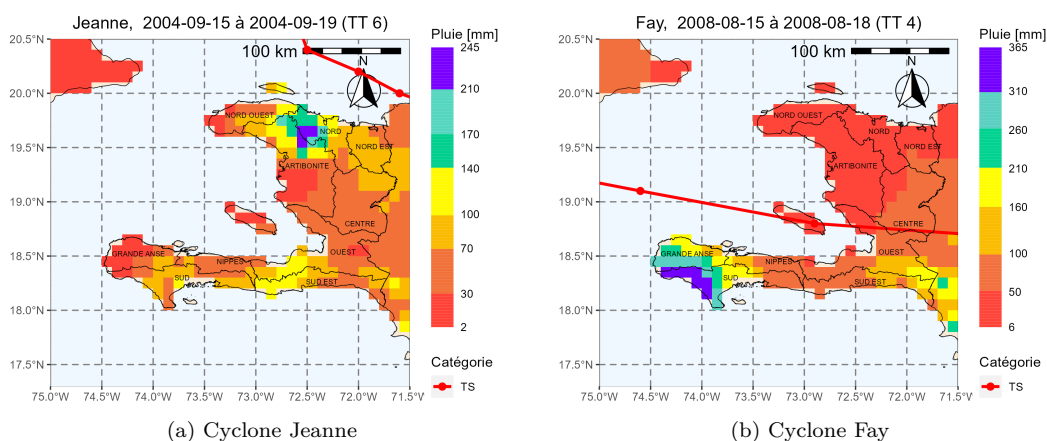 Jeanne, 2004-09-15 à 2004-09-19 (TT 6)
20.5°N
20.0°N
19.5°N
19.0°N
18.5°N
18.0°N
17.5°N
75.0°W 74.5°W 74.0°W 73.5°W 73.0°W 72.5°W 72.0°W 71.5°W
100 km
N
NORD OUEST
NORD
NORD EST
ARTIBONITE
CENTRE
OUEST
GRANDE ANSE
NIPPES
SUD
SUD EST
Pluie [mm]
245
210
170
140
100
70
30
2
Catégorie
TS
(a) Cyclone Jeanne
Fay, 2008-08-15 à 2008-08-18 (TT 4)
20.5°N
20.0°N
19.5°N
19.0°N
18.5°N
18.0°N
17.5°N
75.0°W 74.5°W 74.0°W 73.5°W 73.0°W 72.5°W 72.0°W 71.5°W
100 km
N
NORD OUEST
NORD
NORD EST
ARTIBONITE
CENTRE
OUEST
GRANDE ANSE
NIPPES
SUD
SUD EST
Pluie [mm]
365
310
260
210
160
100
50
6
Catégorie
TS
(b) Cyclone Fay